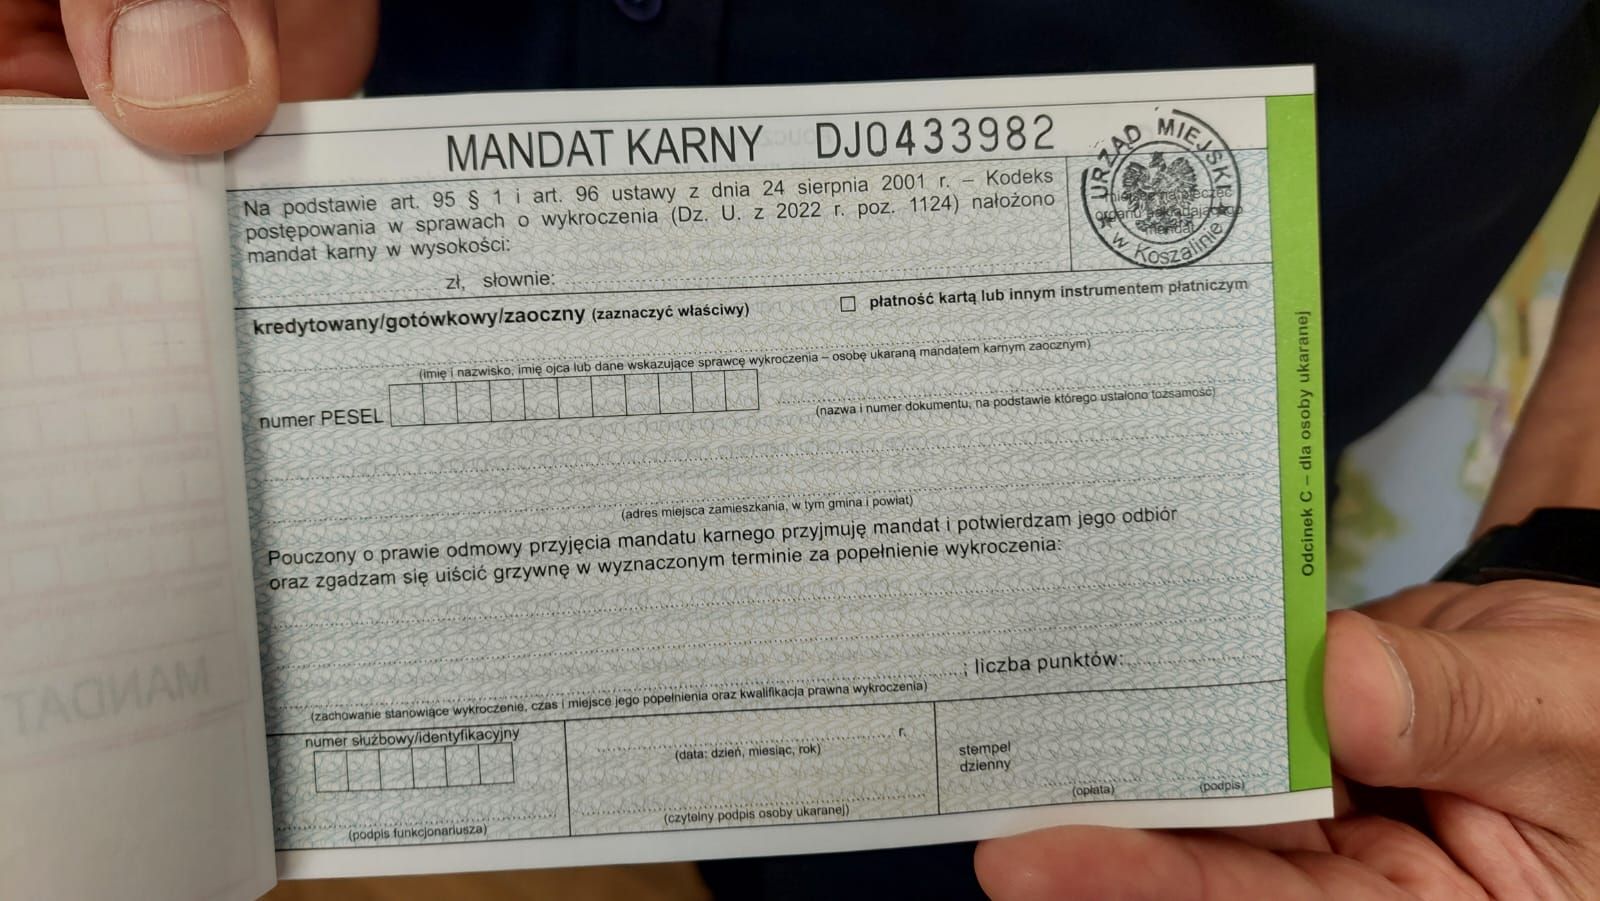 MANDAT KARNY DJ0433982
Na podstawie art. 95 § 1 i art. 96 ustawy z dnia 24 sierpnia 2001 r. – Kodeks
postępowania w sprawach o wykroczenia (Dz. U. z 2022 r. poz. 1124) nałożono
mandat karny w wysokości:
zł, słownie:
URZĄD MIEJSKI
w Koszalinie
miejsce na pieczęć
organu nakładającego
mandat
kredytowany/gotówkowy/zaoczny (zaznaczyć właściwy)
płatność kartą lub innym instrumentem płatniczym
(imię i nazwisko, imię ojca lub dane wskazujące sprawcę wykroczenia – osobę ukaraną mandatem karnym zaocznym)
numer PESEL
(nazwa i numer dokumentu, na podstawie którego ustalono tożsamość)
(adres miejsca zamieszkania, w tym gmina i powiat)
Pouczony o prawie odmowy przyjęcia mandatu karnego przyjmuję mandat i potwierdzam jego odbiór
oraz zgadzam się uiścić grzywnę w wyznaczonym terminie za popełnienie wykroczenia:
; liczba punktów:
(zachowanie stanowiące wykroczenie, czas i miejsce jego popełnienia oraz kwalifikacja prawna wykroczenia)
numer służbowy/identyfikacyjny
(podpis funkcjonariusza)
r.
(data: dzień, miesiąc, rok)
(czytelny podpis osoby ukaranej)
stempel
dzienny
(opłata) (podpis)
Odcinek C – dla osoby ukaranej
MANDAT